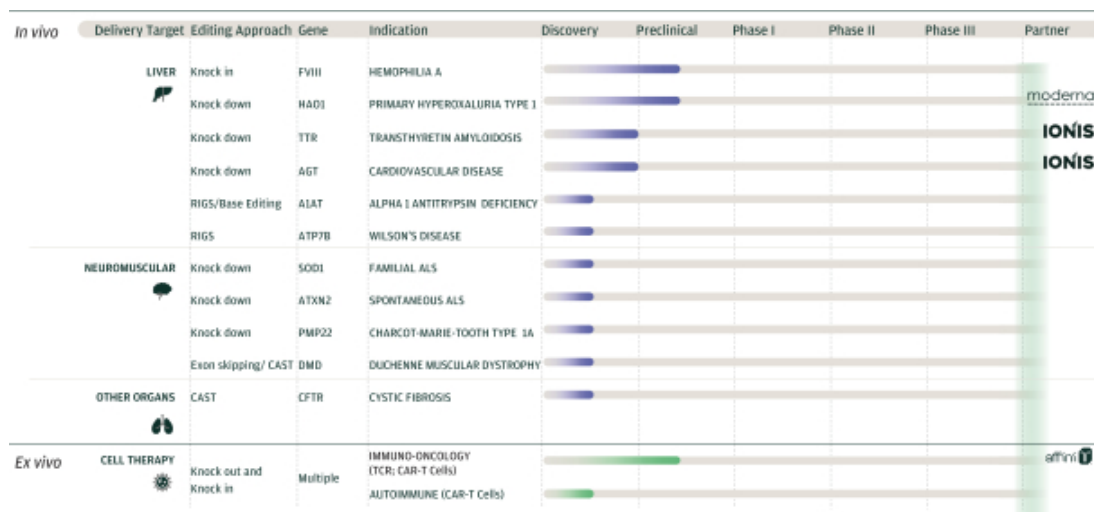 In vivo Delivery Target Editing Approach Gene Indication Discovery Preclinical Phase I Phase II Phase III Partner
LIVER Knock in FVIII HEMOPHILIA A
Knock down HAO1 PRIMARY HYPEROXALURIA TYPE 1 moderna
Knock down TTR TRANSTHYRETIN AMYLOIDOSIS IONIS
Knock down AGT CARDIOVASCULAR DISEASE IONIS
RIGS/Base Editing A1AT ALPHA 1 ANTITRYPSIN DEFICIENCY
RIGS ATP7B WILSON'S DISEASE
NEUROMUSCULAR Knock down SOD1 FAMILIAL ALS
Knock down ATXN2 SPONTANEOUS ALS
Knock down PMP22 CHARCOT-MARIE-TOOTH TYPE 1A
Exon skipping/ CAST DMD DUCHENNE MUSCULAR DYSTROPHY
OTHER ORGANS CAST CFTR CYSTIC FIBROSIS
Ex vivo CELL THERAPY Knock out and Knock in Multiple IMMUNO-ONCOLOGY
(TCR; CAR-T Cells) affini T
AUTOIMMUNE (CAR-T Cells)